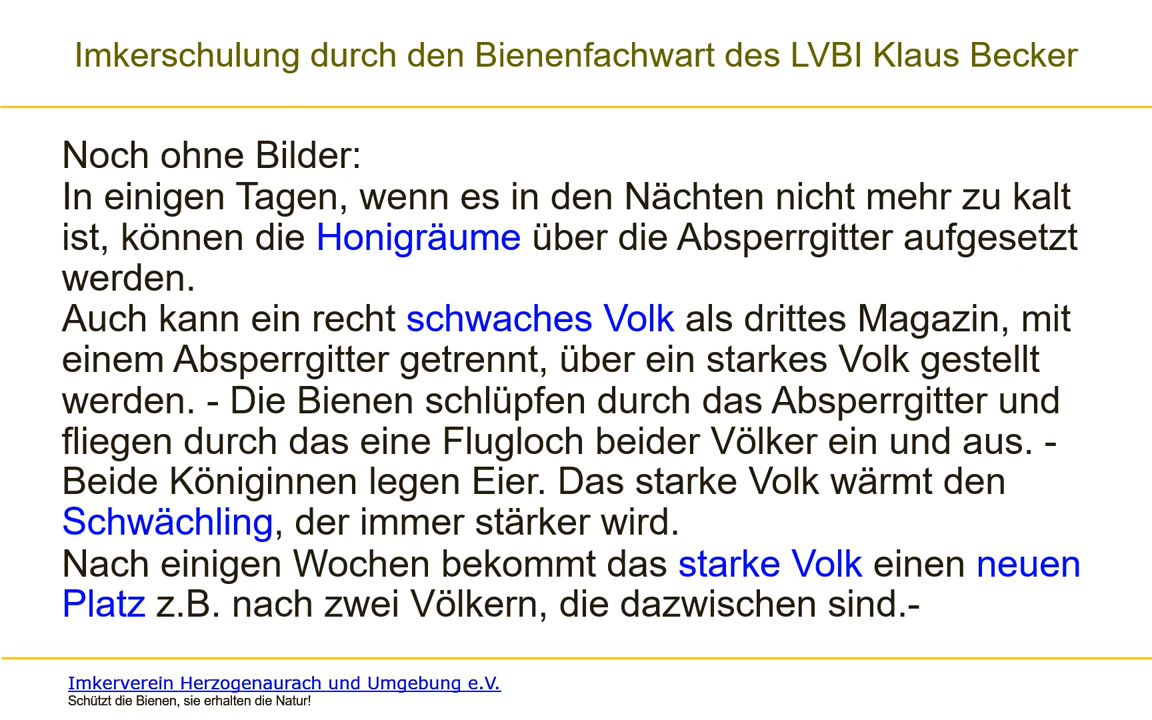 Imkerschulung durch den Bienenfachwart des LVBI Klaus Becker
Noch ohne Bilder:
In einigen Tagen, wenn es in den Nächten nicht mehr zu kalt
ist, können die Honigräume über die Absperrgitter aufgesetzt
werden.
Auch kann ein recht schwaches Volk als drittes Magazin, mit
einem Absperrgitter getrennt, über ein starkes Volk gestellt
werden. - Die Bienen schlüpfen durch das Absperrgitter und
fliegen durch das eine Flugloch beider Völker ein und aus. -
Beide Königinnen legen Eier. Das starke Volk wärmt den
Schwächling, der immer stärker wird.
Nach einigen Wochen bekommt das starke Volk einen neuen
Platz z.B. nach zwei Völkern, die dazwischen sind.-
Imkerverein Herzogenaurach und Umgebung e.V.
Schützt die Bienen, sie erhalten die Natur!